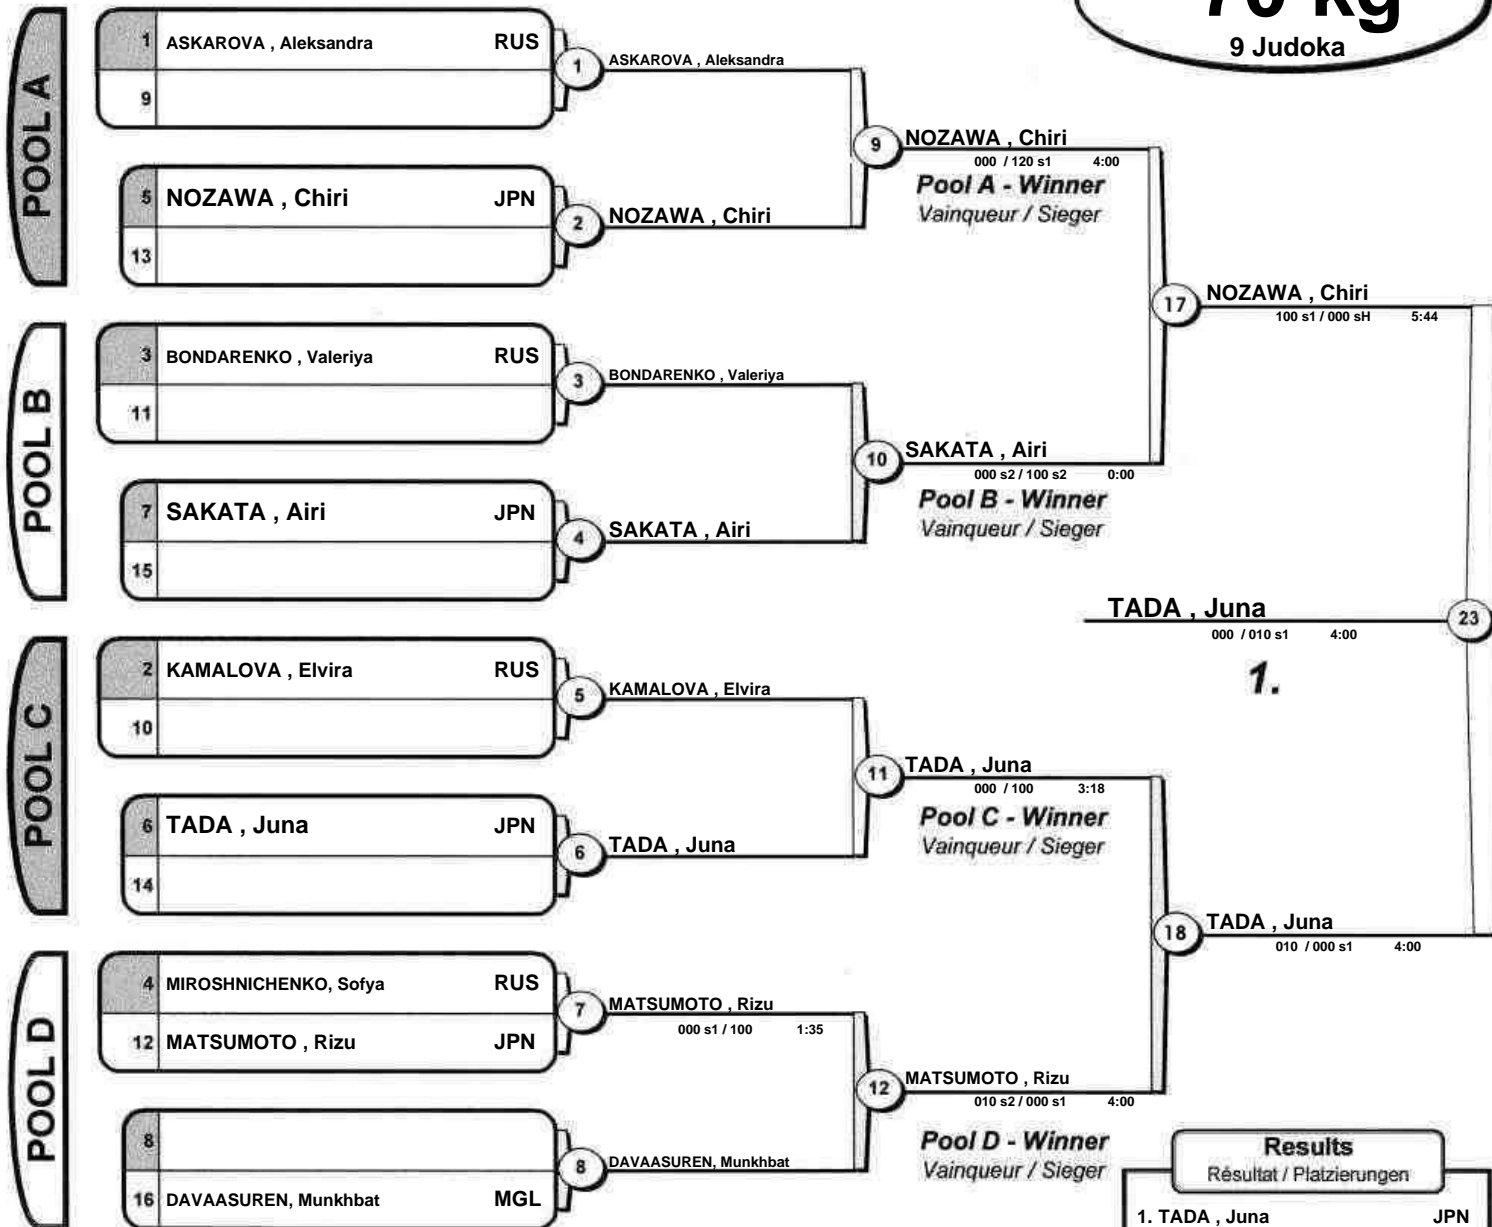 70 kg
9 Judoka
POOL A
1 ASKAROVA , Aleksandra RUS
9
1 ASKAROVA , Aleksandra
5 NOZAWA , Chiri JPN
13
2 NOZAWA , Chiri
9 NOZAWA , Chiri
000 / 120 s1 4:00
Pool A - Winner
Vainqueur / Sieger
17 NOZAWA , Chiri
100 s1 / 000 sH 5:44
POOL B
3 BONDARENKO , Valeriya RUS
11
3 BONDARENKO , Valeriya
7 SAKATA , Airi JPN
15
4 SAKATA , Airi
10 SAKATA , Airi
000 s2 / 100 s2 0:00
Pool B - Winner
Vainqueur / Sieger
TADA , Juna 23
000 / 010 s1 4:00
1.
POOL C
2 KAMALOVA , Elvira RUS
10
5 KAMALOVA , Elvira
6 TADA , Juna JPN
14
6 TADA , Juna
11 TADA , Juna
000 / 100 3:18
Pool C - Winner
Vainqueur / Sieger
18 TADA , Juna
010 / 000 s1 4:00
POOL D
4 MIROSHNICHENKO, Sofya RUS
12 MATSUMOTO , Rizu JPN
7 MATSUMOTO , Rizu
000 s1 / 100 1:35
8
16 DAVAASUREN, Munkhbat MGL
8 DAVAASUREN, Munkhbat
12 MATSUMOTO , Rizu
010 s2 / 000 s1 4:00
Pool D - Winner
Vainqueur / Sieger
Results
Résultat / Platzierungen
1. TADA , Juna JPN